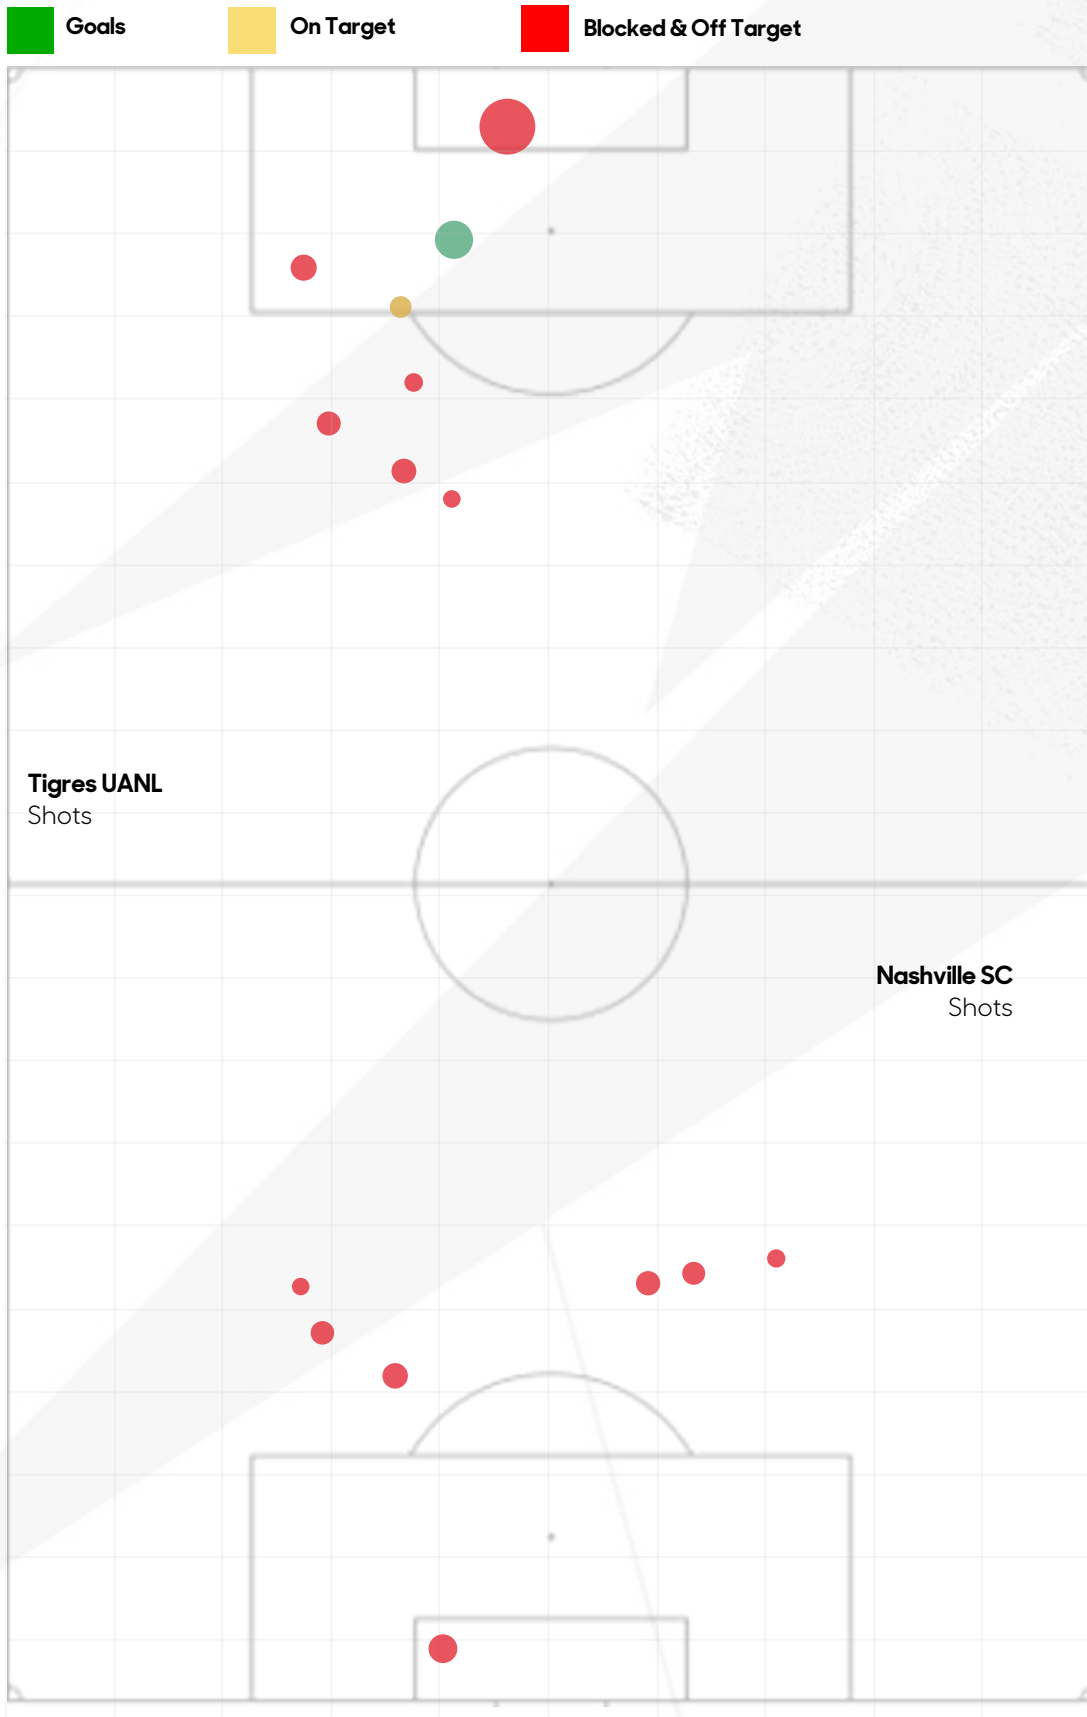 Goals
On Target
Blocked & Off Target
Tigres UANL
Shots
Nashville SC
Shots